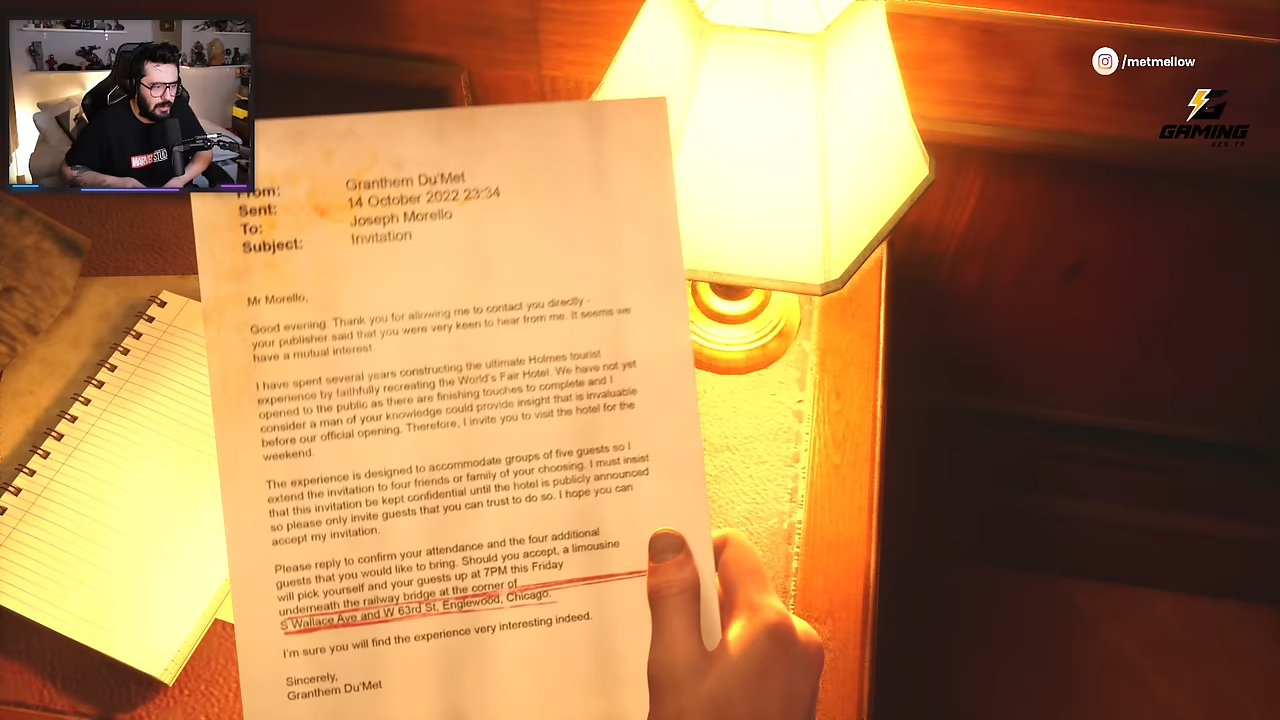 /metmellow
GAMING
GEN.TR
MARVEL STUD
From: Granthem Du'Met
Sent: 14 October 2022 23:34
To: Joseph Morello
Subject: Invitation
Mr Morello,
Good evening. Thank you for allowing me to contact you directly -
your publisher said that you were very keen to hear from me. It seems we
have a mutual interest.
I have spent several years constructing the ultimate Holmes tourist
experience by faithfully recreating the World's Fair Hotel. We have not yet
opened to the public as there are finishing touches to complete and I
consider a man of your knowledge could provide insight that is invaluable
before our official opening. Therefore, I invite you to visit the hotel for the
weekend.
The experience is designed to accommodate groups of five guests so I
extend the invitation to four friends or family of your choosing. I must insist
that this invitation be kept confidential until the hotel is publicly announced
so please only invite guests that you can trust to do so. I hope you can
accept my invitation.
Please reply to confirm your attendance and the four additional
guests that you would like to bring. Should you accept, a limousine
will pick yourself and your guests up at 7PM this Friday
underneath the railway bridge at the corner of
S Wallace Ave and W 63rd St, Englewood, Chicago.
I'm sure you will find the experience very interesting indeed.
Sincerely,
Granthem Du'Met